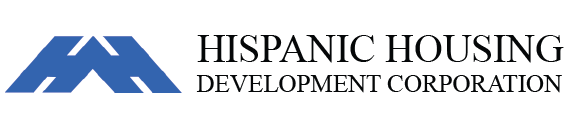 HISPANIC HOUSING
DEVELOPMENT CORPORATION